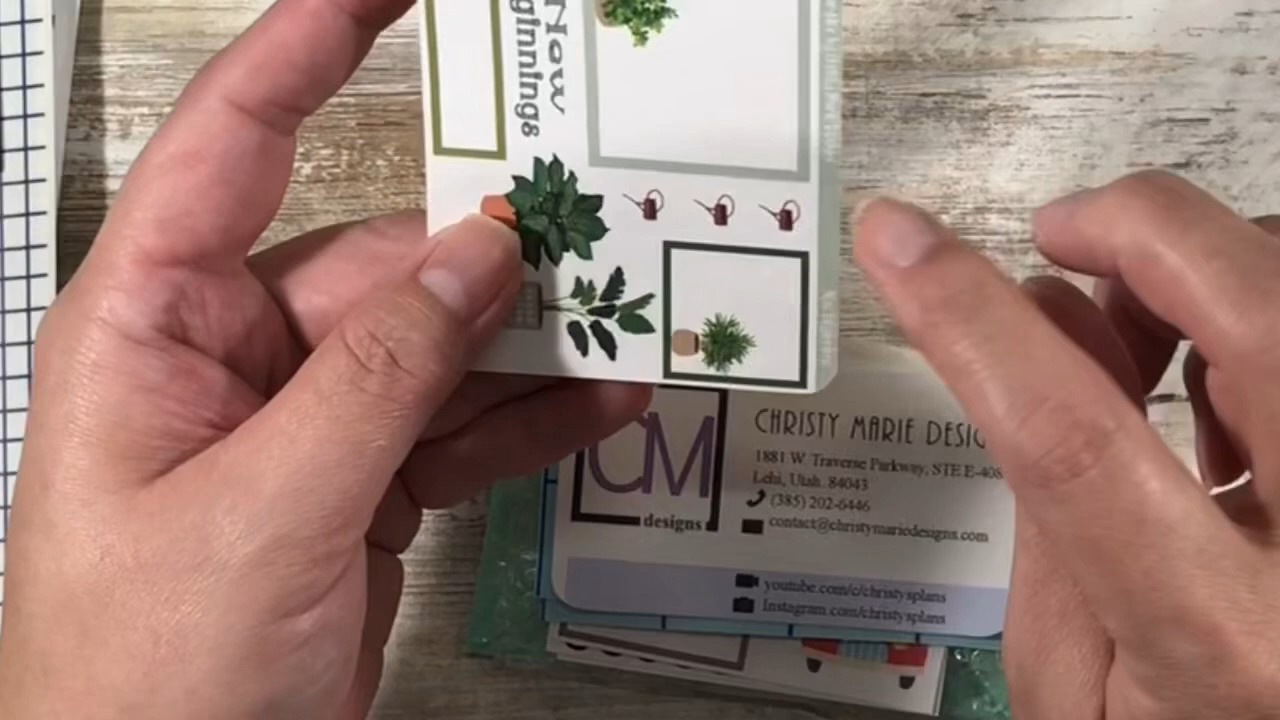 New
ginnings
CM
designs
CHRISTY MARIE DESIG
1881 W. Traverse Parkway, STE E-408
Lehi, Utah. 84043
(385) 202-6446
contact@christymariedesigns.com
youtube.com/c/christysplans
Instagram.com/christysplans